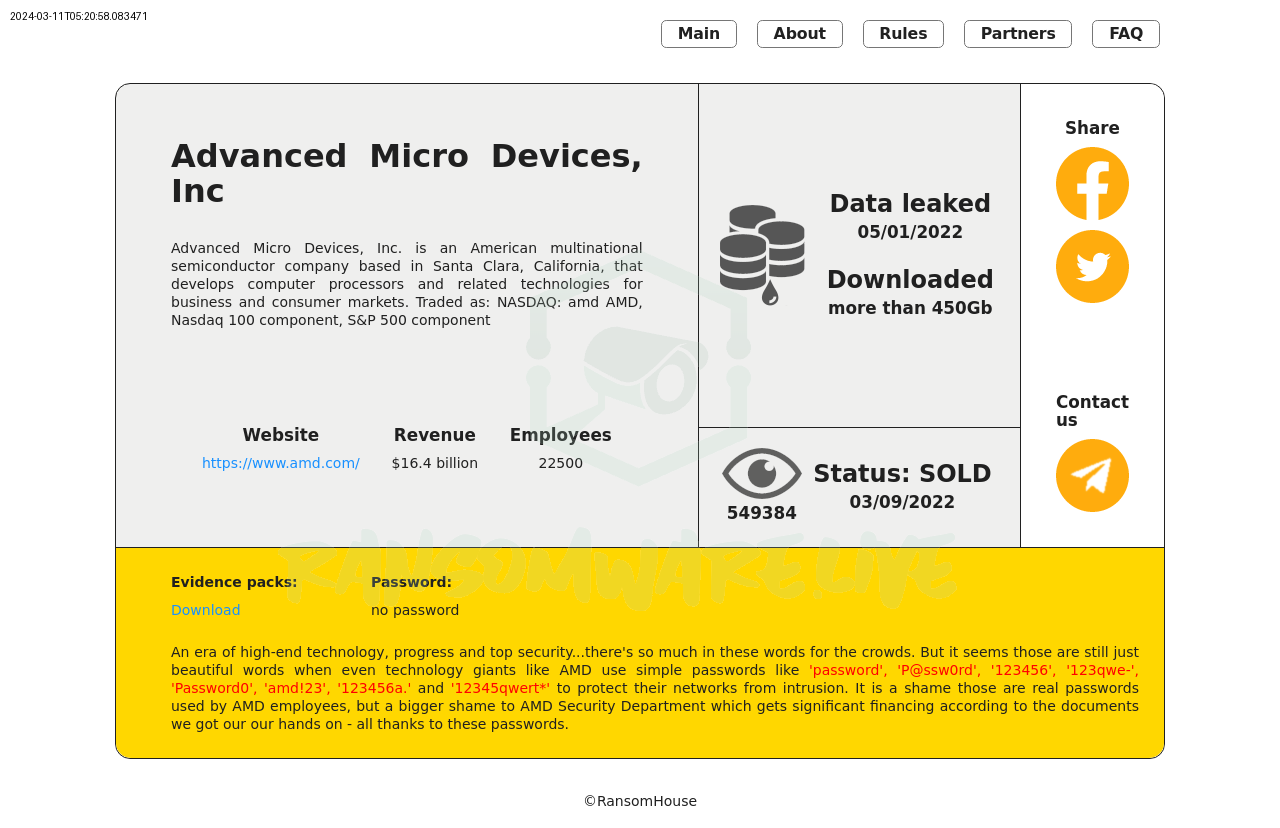 2024-03-11T05:20:58.083471
Main
About
Rules
Partners
FAQ
Advanced Micro Devices,
Inc
Advanced Micro Devices, Inc. is an American multinational
semiconductor company based in Santa Clara, California, that
develops computer processors and related technologies for
business and consumer markets. Traded as: NASDAQ: amd AMD,
Nasdaq 100 component, S&P 500 component
Website
Revenue
Employees
https://www.amd.com/
$16.4 billion
22500
Data leaked
05/01/2022
Downloaded
more than 450Gb
549384
Status: SOLD
03/09/2022
Share
Contact
us
RANSOMWARE.LIVE
Evidence packs:
Password:
Download
no password
An era of high-end technology, progress and top security...there's so much in these words for the crowds. But it seems those are still just
beautiful words when even technology giants like AMD use simple passwords like 'password', 'P@ssw0rd', '123456', '123qwe-',
'Password0', 'amd!23', '123456a.' and '12345qwert*' to protect their networks from intrusion. It is a shame those are real passwords
used by AMD employees, but a bigger shame to AMD Security Department which gets significant financing according to the documents
we got our our hands on - all thanks to these passwords.
©RansomHouse